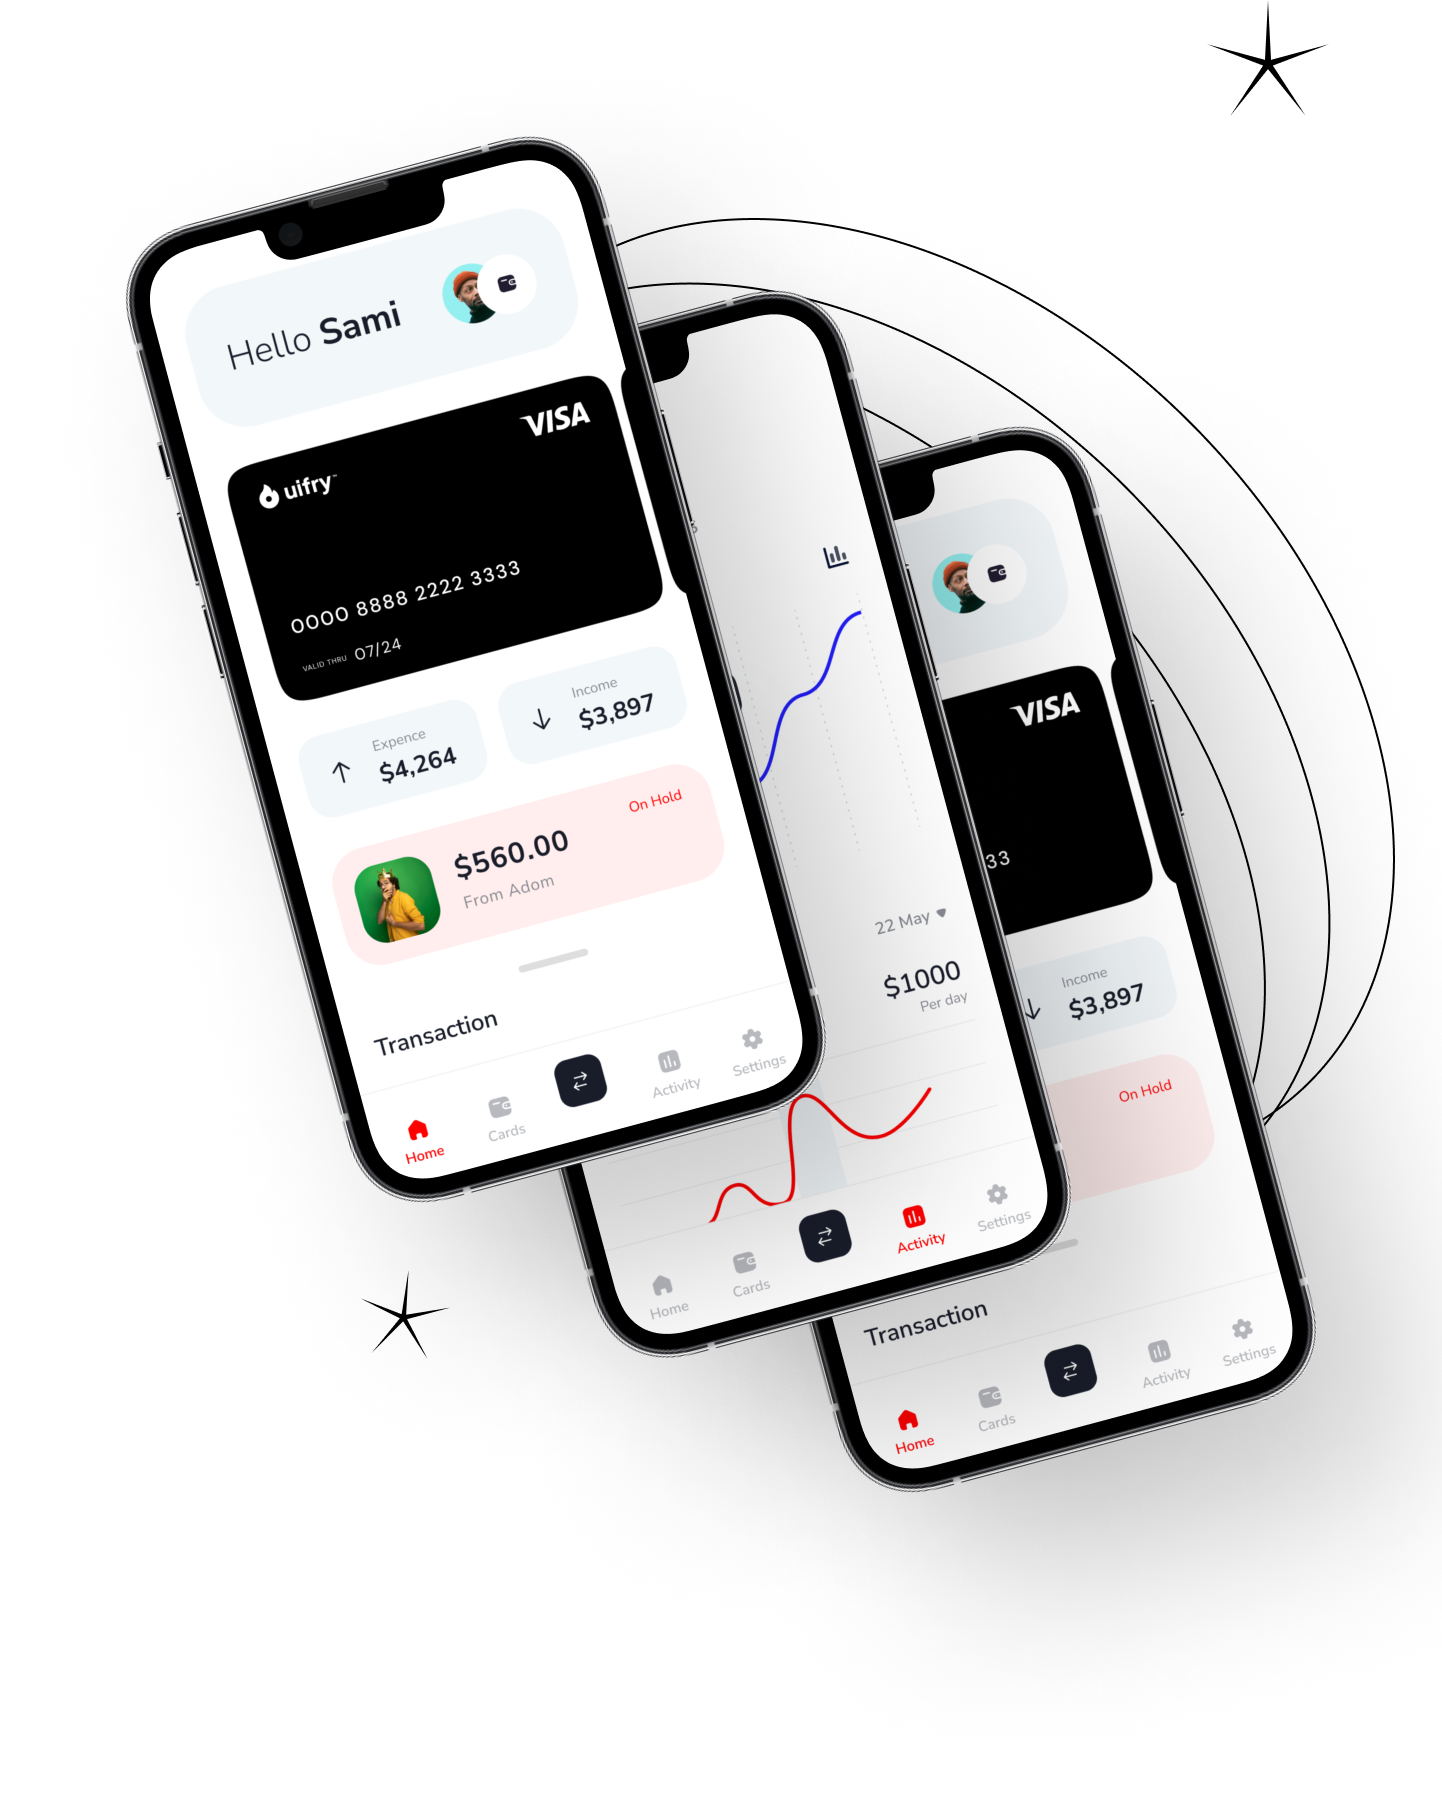 Hello Sami
VISA
uifry™
0000 8888 2222 3333
VALID THRU 07/24
Expence
$4,264
Income
$3,897
On Hold
$560.00
From Adom
Transaction
Home
Cards
Activity
Settings
22 May
$1000
Per day
Home
Cards
Activity
Settings
VISA
33
Income
$3,897
On Hold
Transaction
Home
Cards
Activity
Settings